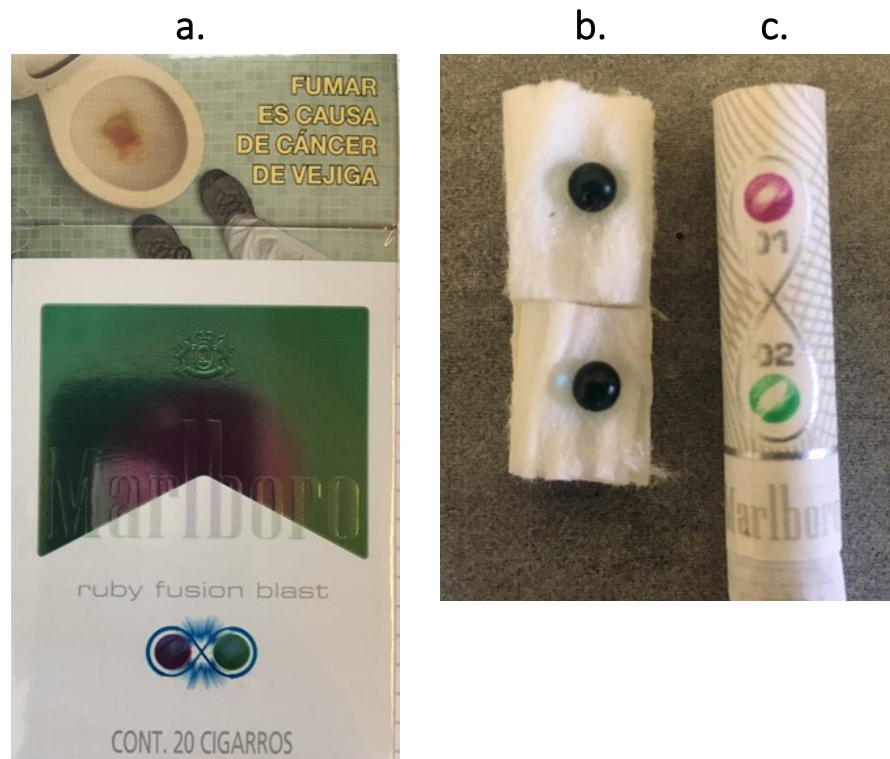 a.
b.
c.
FUMAR
ES CAUSA
DE CÁNCER
DE VEJIGA
Marlboro
ruby fusion blast
CONT. 20 CIGARROS
01
02
Marlboro